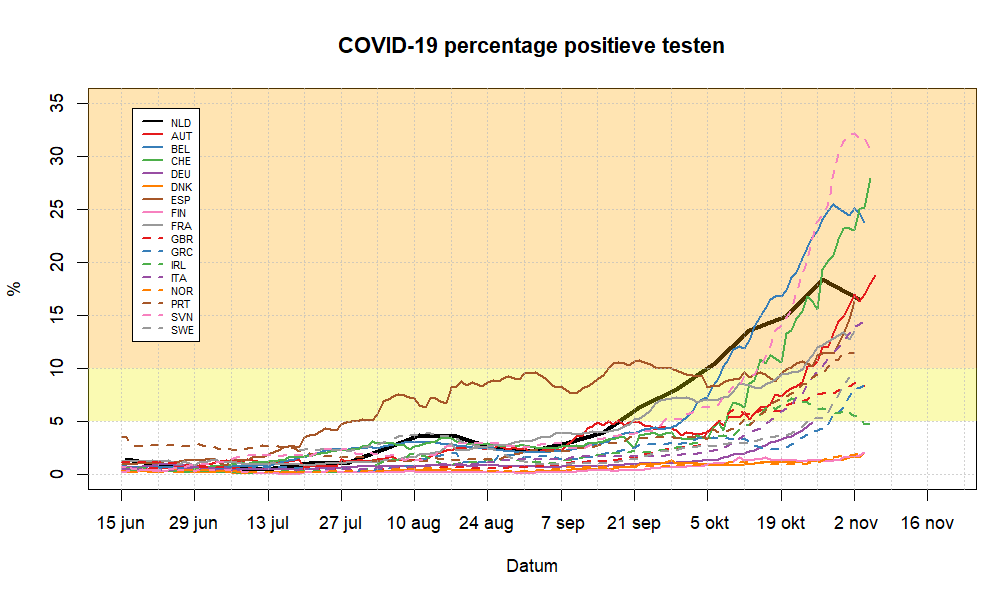 COVID-19 percentage positieve testen
35
30
25
20
15
10
5
0
%
NLD
AUT
BEL
CHE
DEU
DNK
ESP
FIN
FRA
GBR
GRC
IRL
ITA
NOR
PRT
SVN
SWE
15 jun 29 jun 13 jul 27 jul 10 aug 24 aug 7 sep 21 sep 5 okt 19 okt 2 nov 16 nov
Datum